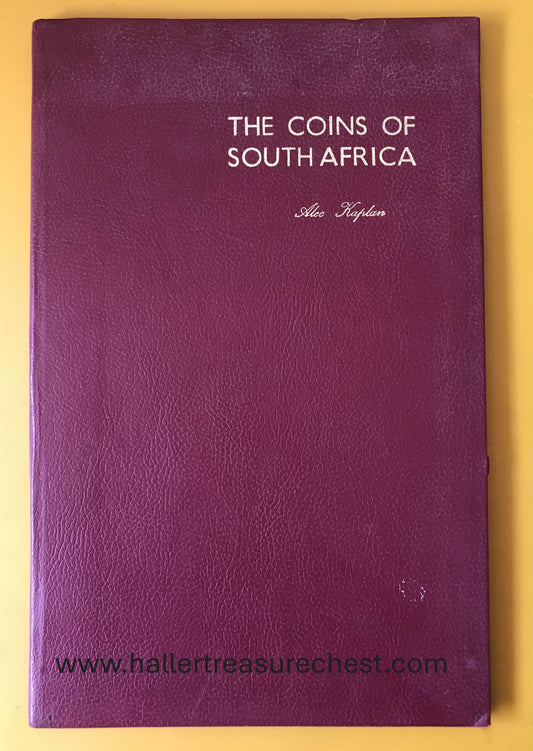 THE COINS OF
SOUTH AFRICA
Alec Kaplan
www.hallertreasurechest.com